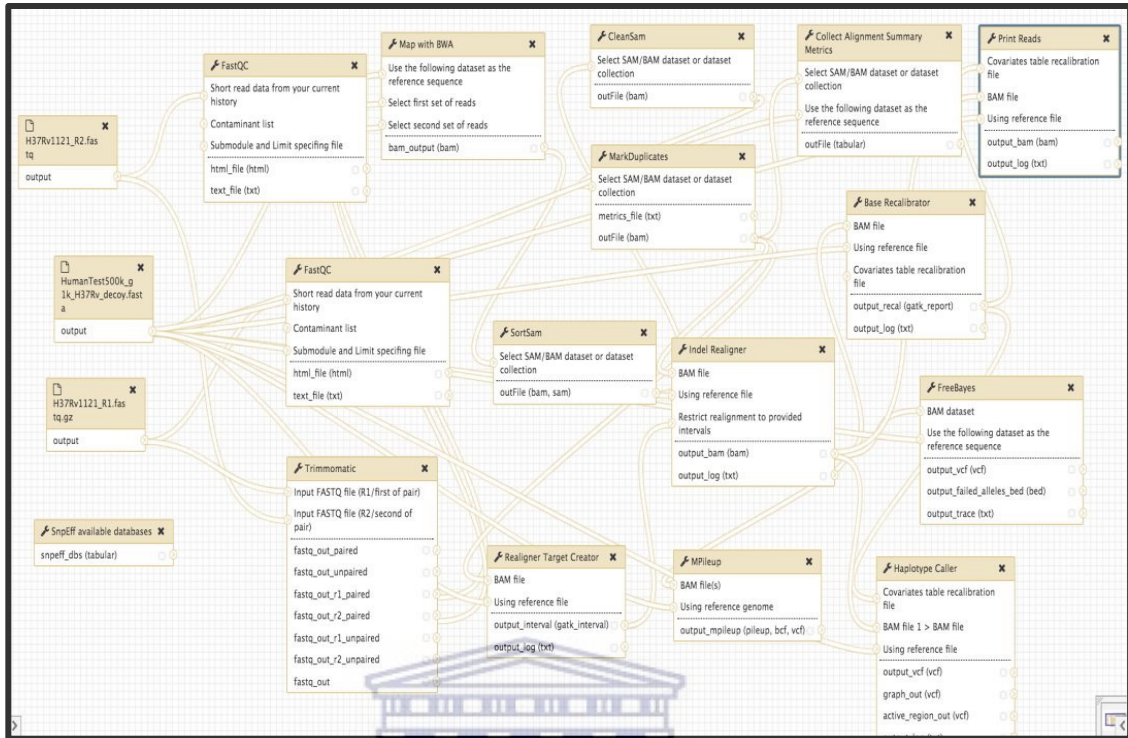 H37Rv1121_R2.fas
tq
output
HumanTest500k_g
1k_H37Rv_decoy.fast
a
output
H37Rv1121_R1.fas
tq.gz
output
SnpEff available databases
snpeff_dbs (tabular)
FastQC
Short read data from your current
history
Contaminant list
Submodule and Limit specifing file
html_file (html)
text_file (txt)
FastQC
Short read data from your current
history
Contaminant list
Submodule and Limit specifing file
html_file (html)
text_file (txt)
Trimmomatic
Input FASTQ file (R1/first of pair)
Input FASTQ file (R2/second of
pair)
fastq_out_paired
fastq_out_unpaired
fastq_out_r1_paired
fastq_out_r2_paired
fastq_out_r1_unpaired
fastq_out_r2_unpaired
fastq_out
Map with BWA
Use the following dataset as the
reference sequence
Select first set of reads
Select second set of reads
bam_output (bam)
SortSam
Select SAM/BAM dataset or dataset
collection
outFile (bam, sam)
Realigner Target Creator
BAM file
Using reference file
output_interval (gatk_interval)
output_log (txt)
CleanSam
Select SAM/BAM dataset or dataset
collection
outFile (bam)
MarkDuplicates
Select SAM/BAM dataset or dataset
collection
metrics_file (txt)
outFile (bam)
Indel Realigner
BAM file
Using reference file
Restrict realignment to provided
intervals
output_bam (bam)
output_log (txt)
MPileup
BAM file(s)
Using reference genome
output_mpileup (pileup, bcf, vcf)
Collect Alignment Summary
Metrics
Select SAM/BAM dataset or dataset
collection
Use the following dataset as the
reference sequence
outFile (tabular)
Base Recalibrator
BAM file
Using reference file
Covariates table recalibration
file
output_recal (gatk_report)
output_log (txt)
Print Reads
Covariates table recalibration
file
BAM file
Using reference file
output_bam (bam)
output_log (txt)
FreeBayes
BAM dataset
Use the following dataset as the
reference sequence
output_vcf (vcf)
output_failed_alleles_bed (bed)
output_trace (txt)
Haplotype Caller
Covariates table recalibration
file
BAM file 1 > BAM file
Using reference file
output_vcf (vcf)
graph_out (vcf)
active_region_out (vcf)